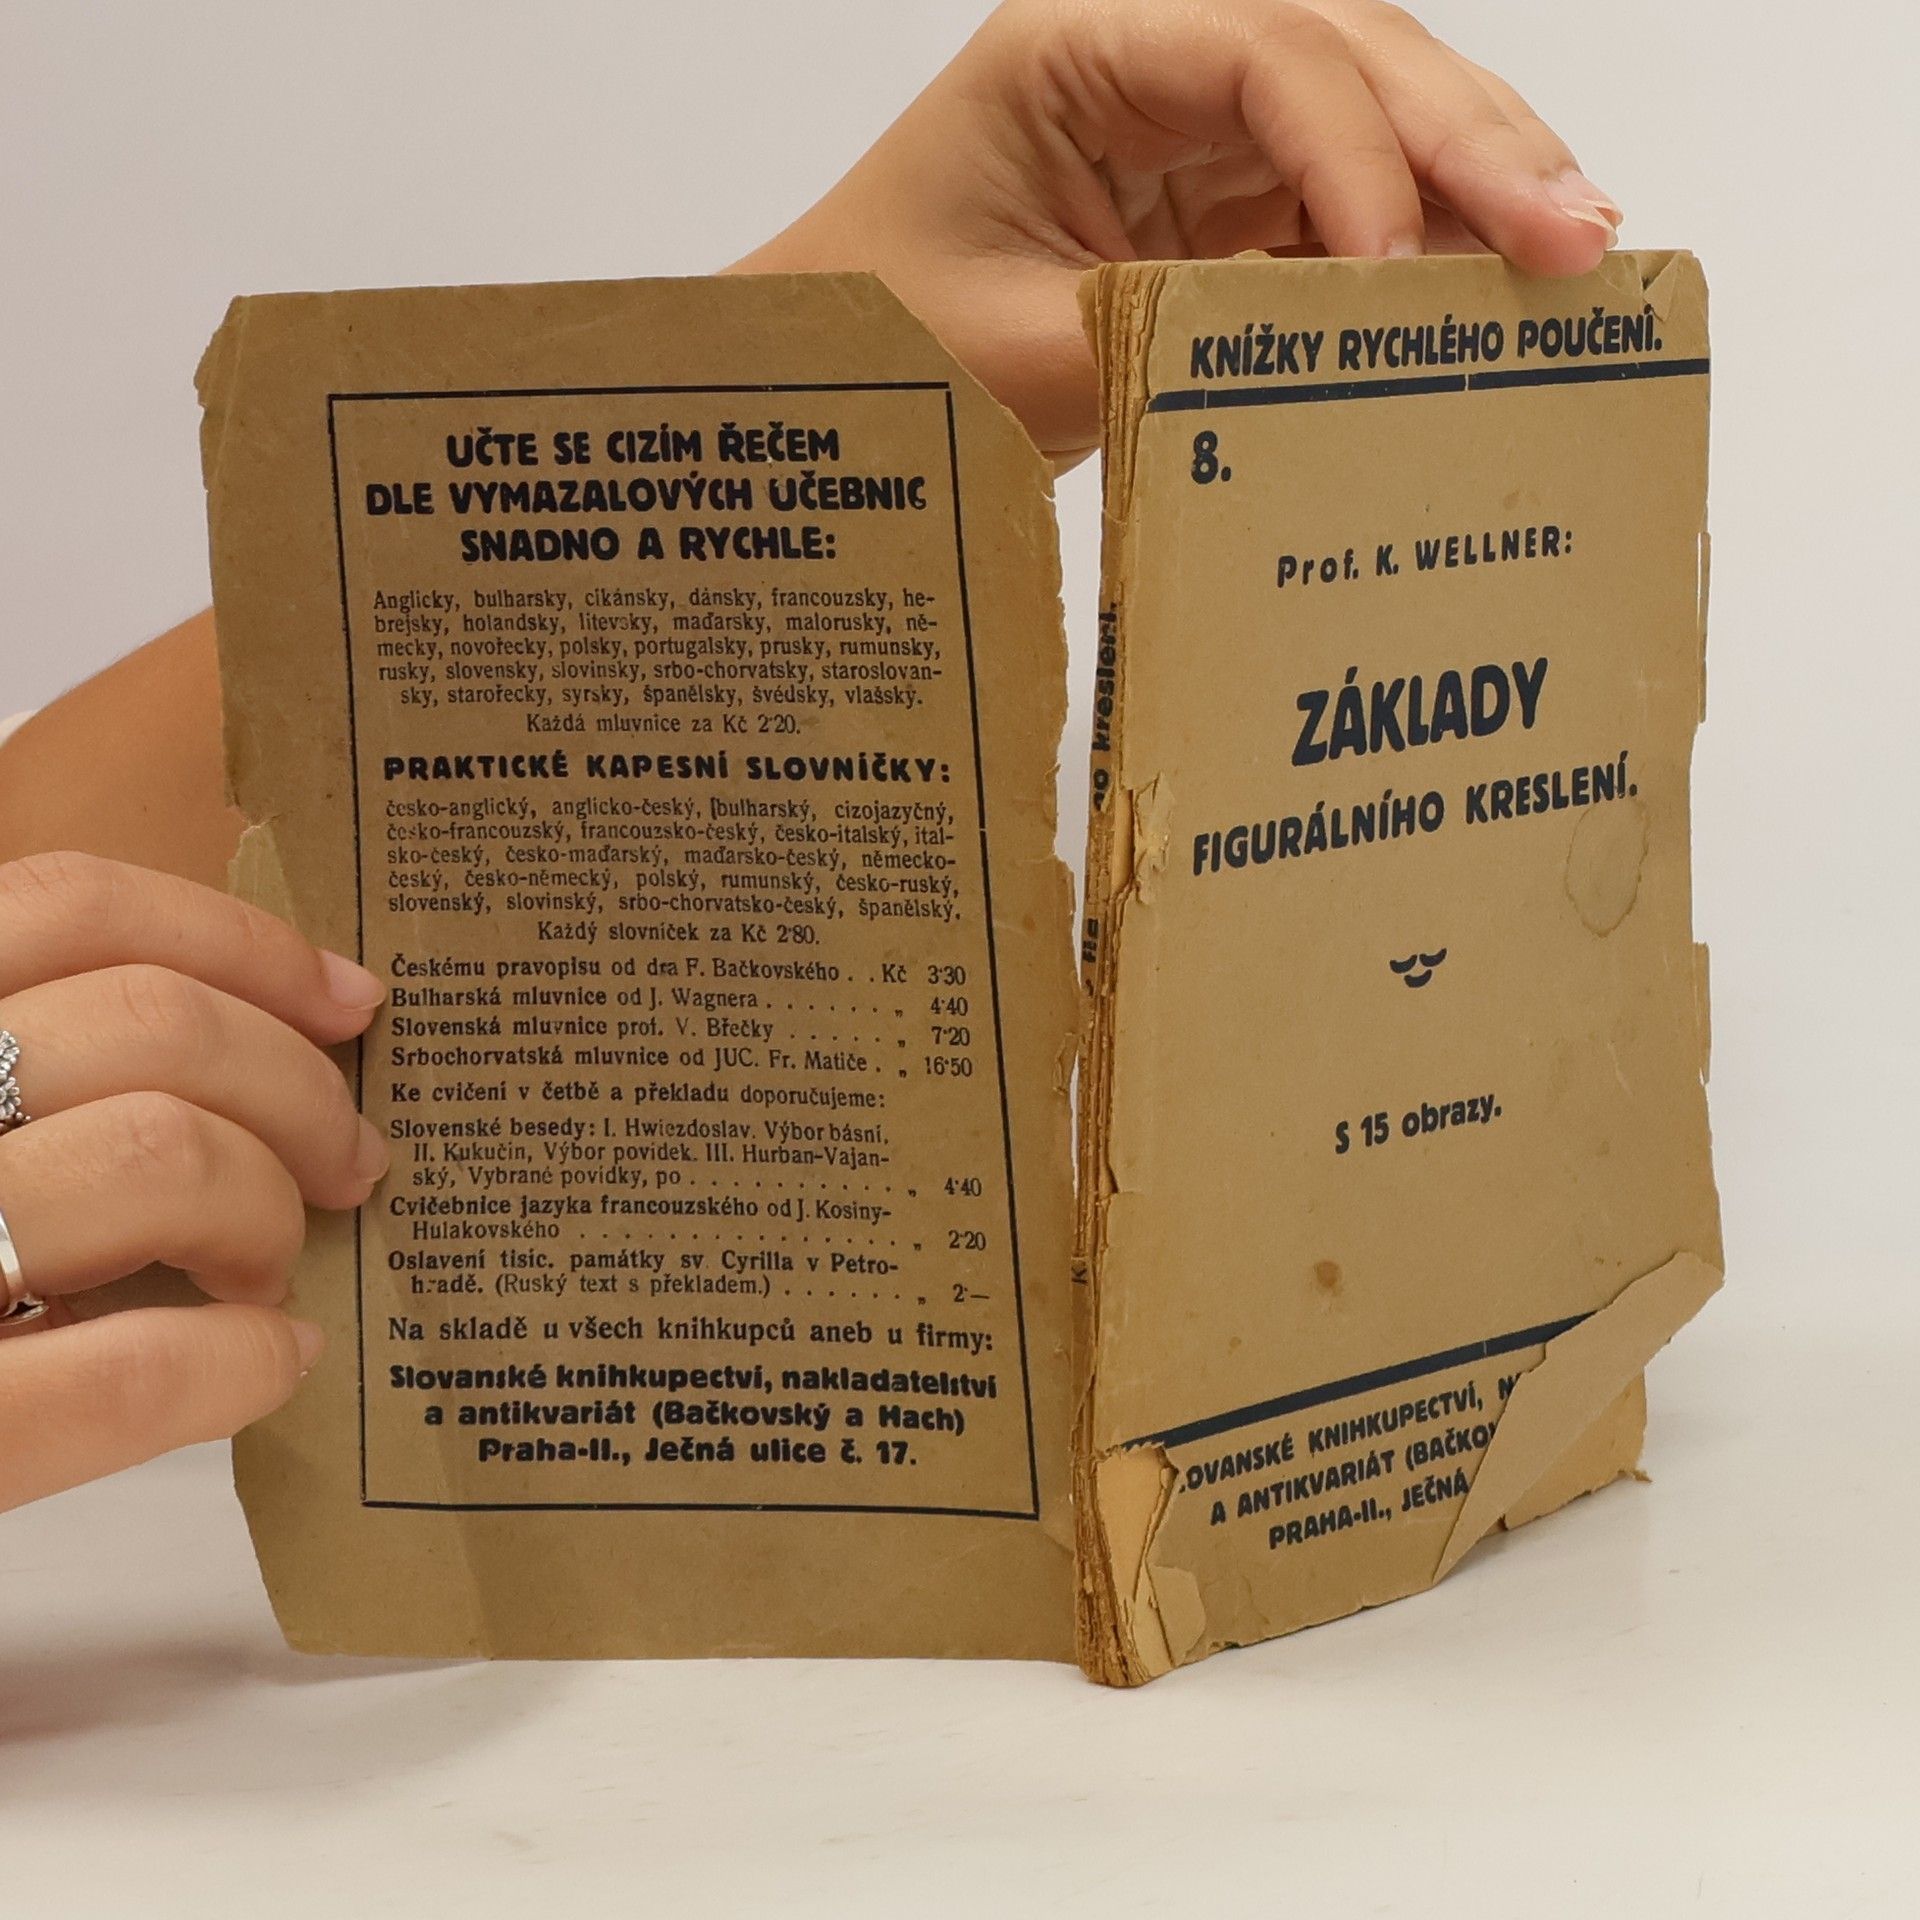 UČTE SE CIZÍM ŘEČEM
DLE VYMAZALOVÝCH UČEBNIC
SNADNO A RYCHLE:
Anglicky, bulharsky, cikánsky, dánsky, francouzsky, he-
brejsky, holandsky, litevsky, maďarsky, malorusky, ně-
mecky, novořecky, polsky, portugalsky, prusky, rumunsky,
rusky, slovensky, slovinsky, srbo-chorvatsky, staroslovan-
sky, starořecky, syrsky, španělsky, švédsky, vlašsky.
Každá mluvnice za Kč 2·20.
PRAKTICKÉ KAPESNÍ SLOVNÍČKY:
česko-anglický, anglicko-český, [bulharský, cizojazyčný,
česko-francouzský, francouzsko-český, česko-italský, ital-
sko-český, česko-maďarský, maďarsko-český, německo-
český, česko-německý, polský, rumunský, česko-ruský,
slovenský, slovinský, srbo-chorvatsko-český, španělský.
Každý slovníček za Kč 2·80.
Českému pravopisu od dra F. Bačkovského . . Kč 3·30
Bulharská mluvnice od J. Wagnera . . . . . . „ 4·40
Slovenská mluvnice prof. V. Břečky . . . . . „ 7·20
Srbochorvatská mluvnice od JUC. Fr. Matiče . „ 16·50
Ke cvičení v četbě a překladu doporučujeme:
Slovenské besedy: I. Hwiezdoslav. Výbor básní,
II. Kukučin, Výbor povídek. III. Hurban-Vajan-
ský, Vybrané povídky, po . . . . . . . . . . „ 4·40
Cvičebnice jazyka francouzského od J. Kosiny-
Hulakovského . . . . . . . . . . . . . . . „ 2·20
Oslavení tisíc. památky sv. Cyrilla v Petro-
hradě. (Ruský text s překladem.) . . . . . . „ 2·—
Na skladě u všech knihkupců aneb u firmy:
Slovanské knihkupectví, nakladatelství
a antikvariát (Bačkovský a Hach)
Praha-II., Ječná ulice č. 17.
kreslení.
KNÍŽKY RYCHLÉHO POUČENÍ.
8.
Prof. K. WELLNER:
ZÁKLADY
FIGURÁLNÍHO KRESLENÍ.
S 15 obrazy.
LOVANSKÉ KNIHKUPECTVÍ, N
A ANTIKVARIÁT (BAČKO
PRAHA-II., JEČNÁ